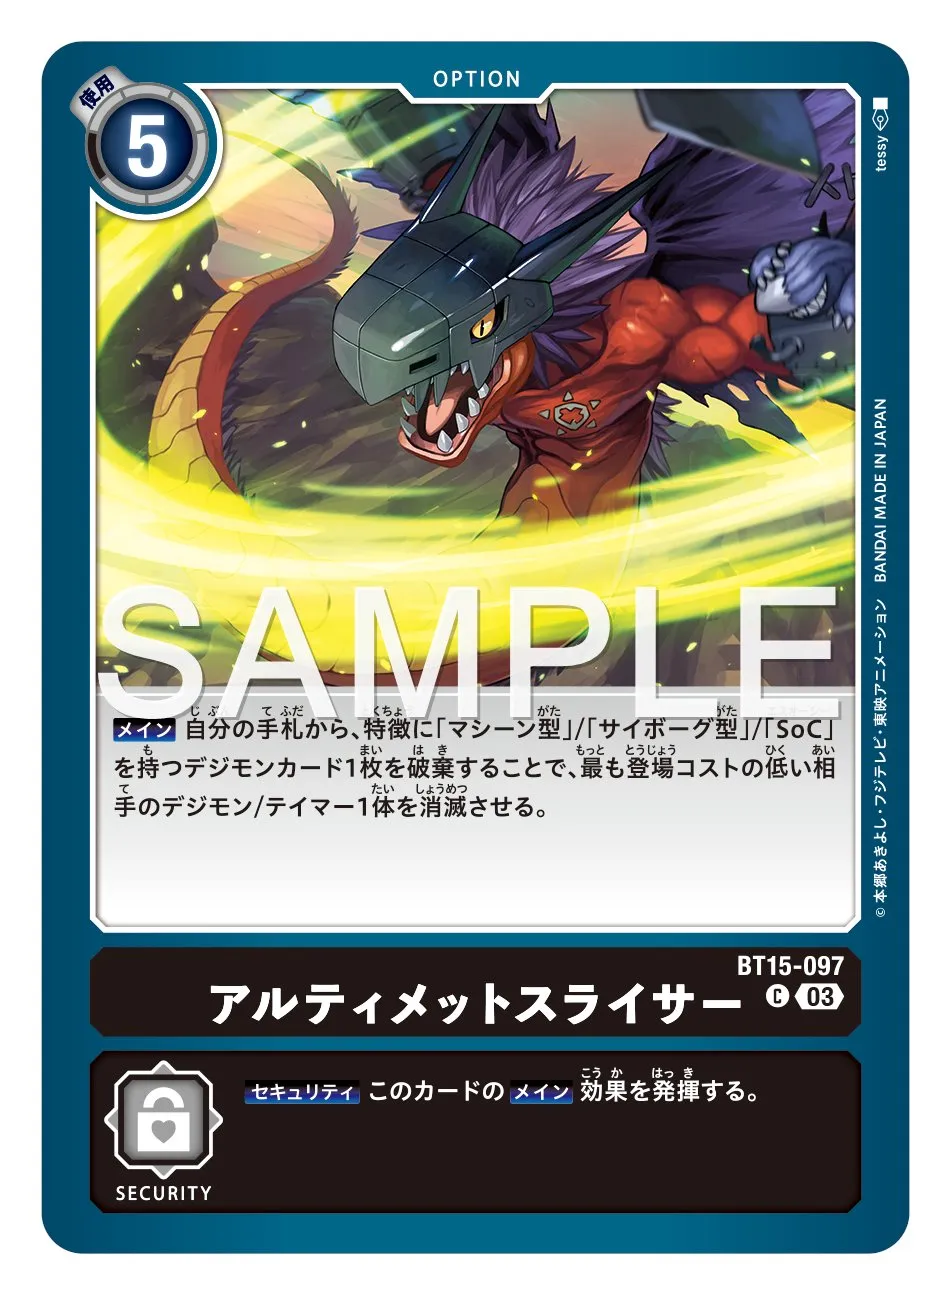 OPTION
使用
5
tessy
SAMPLE
メイン 自分の手札から、特徴に「マシーン型」/「サイボーグ型」/「SoC」
を持つデジモンカード1枚を破棄することで、最も登場コストの低い相
手のデジモン/テイマー1体を消滅させる。
©本郷あきよし・フジテレビ・東映アニメーション BANDAI MADE IN JAPAN
BT15-097
アルティメットスライサー
C 03
セキュリティ このカードの メイン 効果を発揮する。
SECURITY